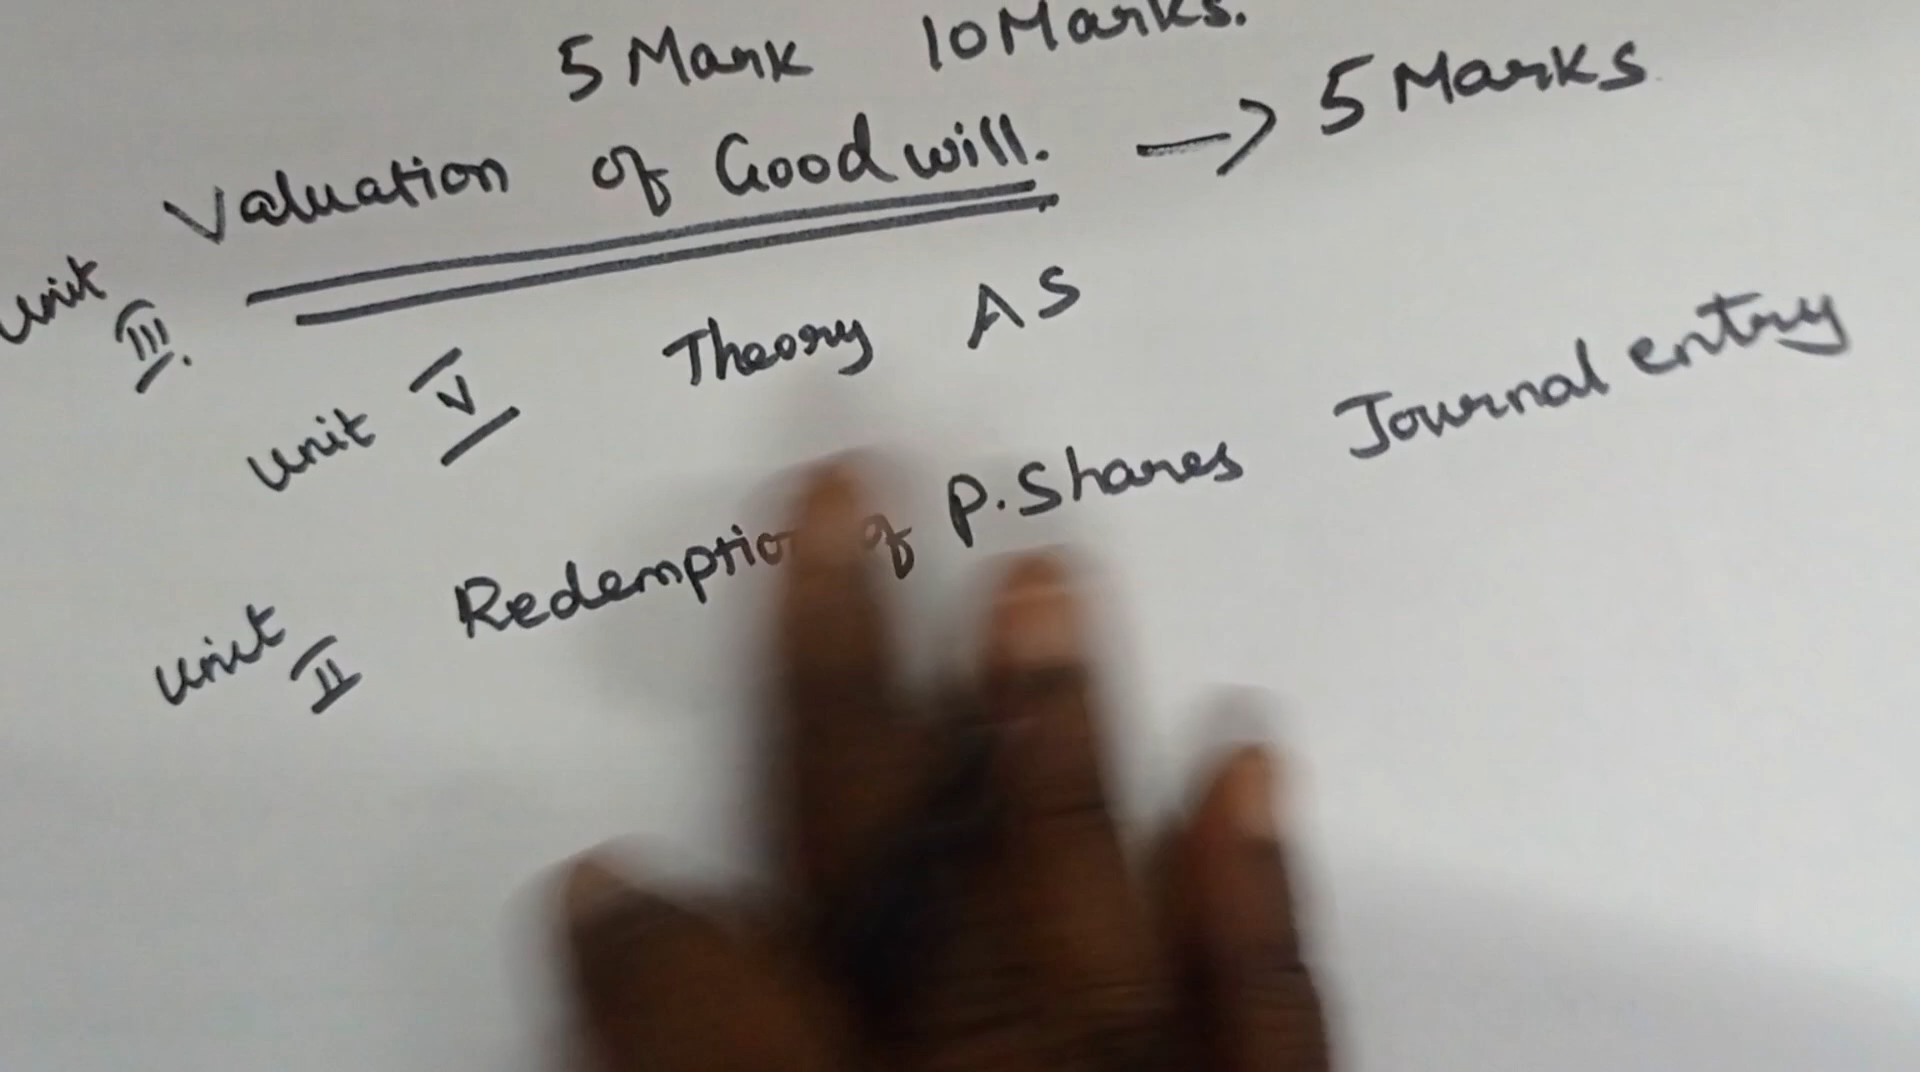 5 Mark 10 Marks.
Valuation of Goodwill. → 5 Marks
Unit III.
Unit V Theory AS
Unit II Redemption of P. Shares Journal entry